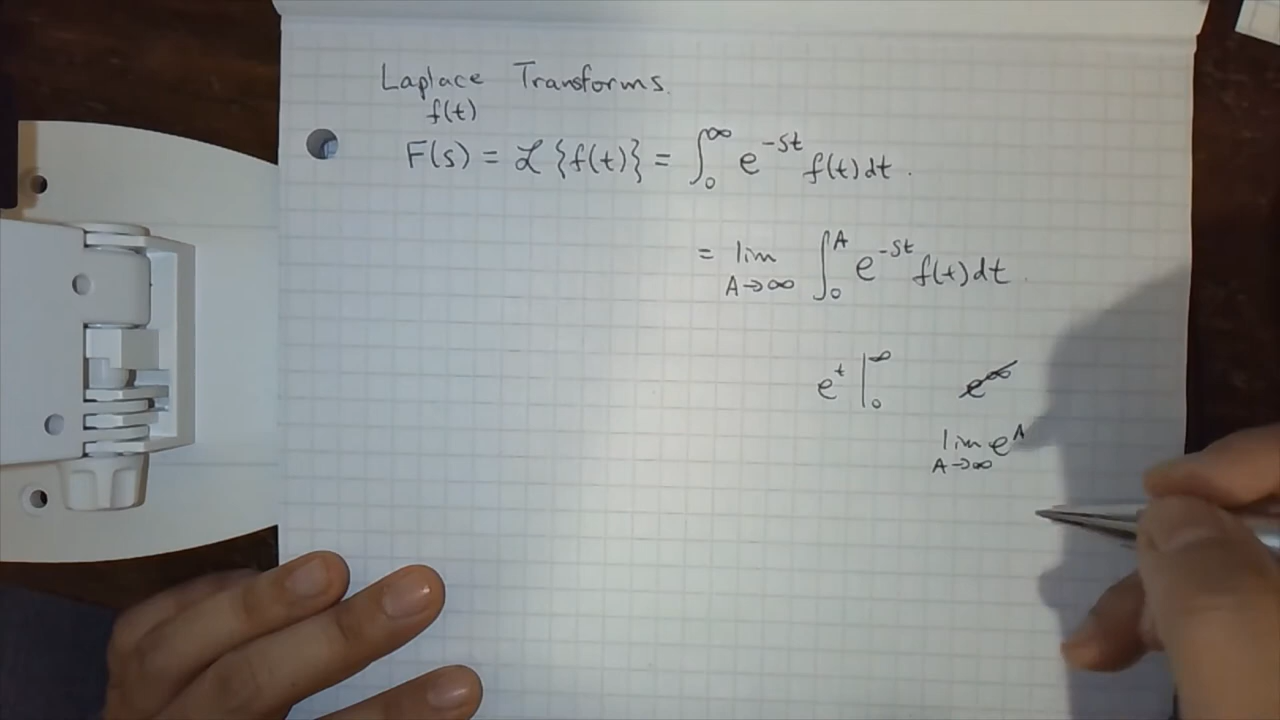 Laplace Transforms.
f(t)
F(s) = ℒ {f(t)} = ∫₀^∞ e^{-st} f(t) dt .
= lim_{A→∞} ∫₀^A e^{-st} f(t) dt .
e^t |₀^∞ e^∞
lim_{A→∞} e^A